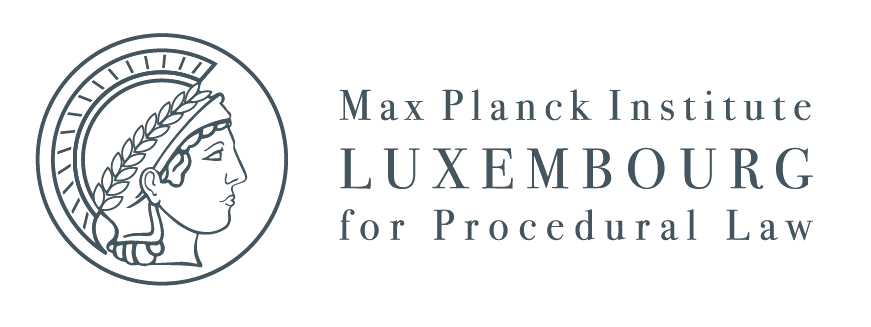 Max Planck Institute
LUXEMBOURG
for Procedural Law